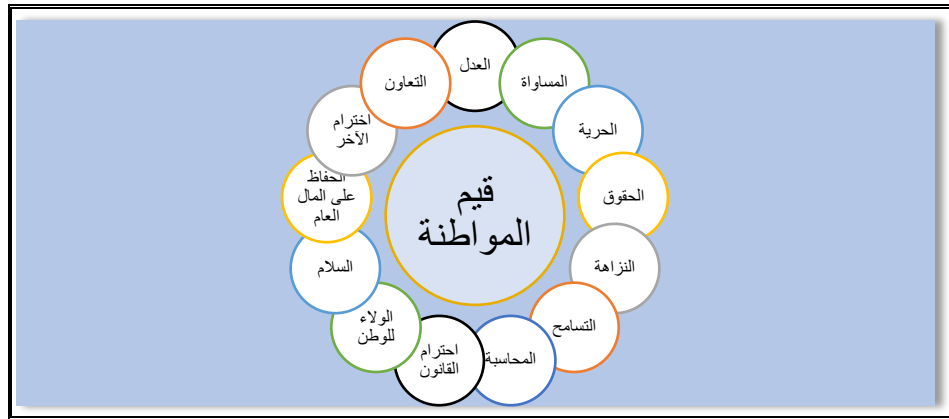 قيم
المواطنة
العدل
المساواة
الحرية
الحقوق
النزاهة
التسامح
المحاسبة
احترام
القانون
الولاء
للوطن
السلام
الحفاظ
على المال
العام
اخترام
الآخر
التعاون